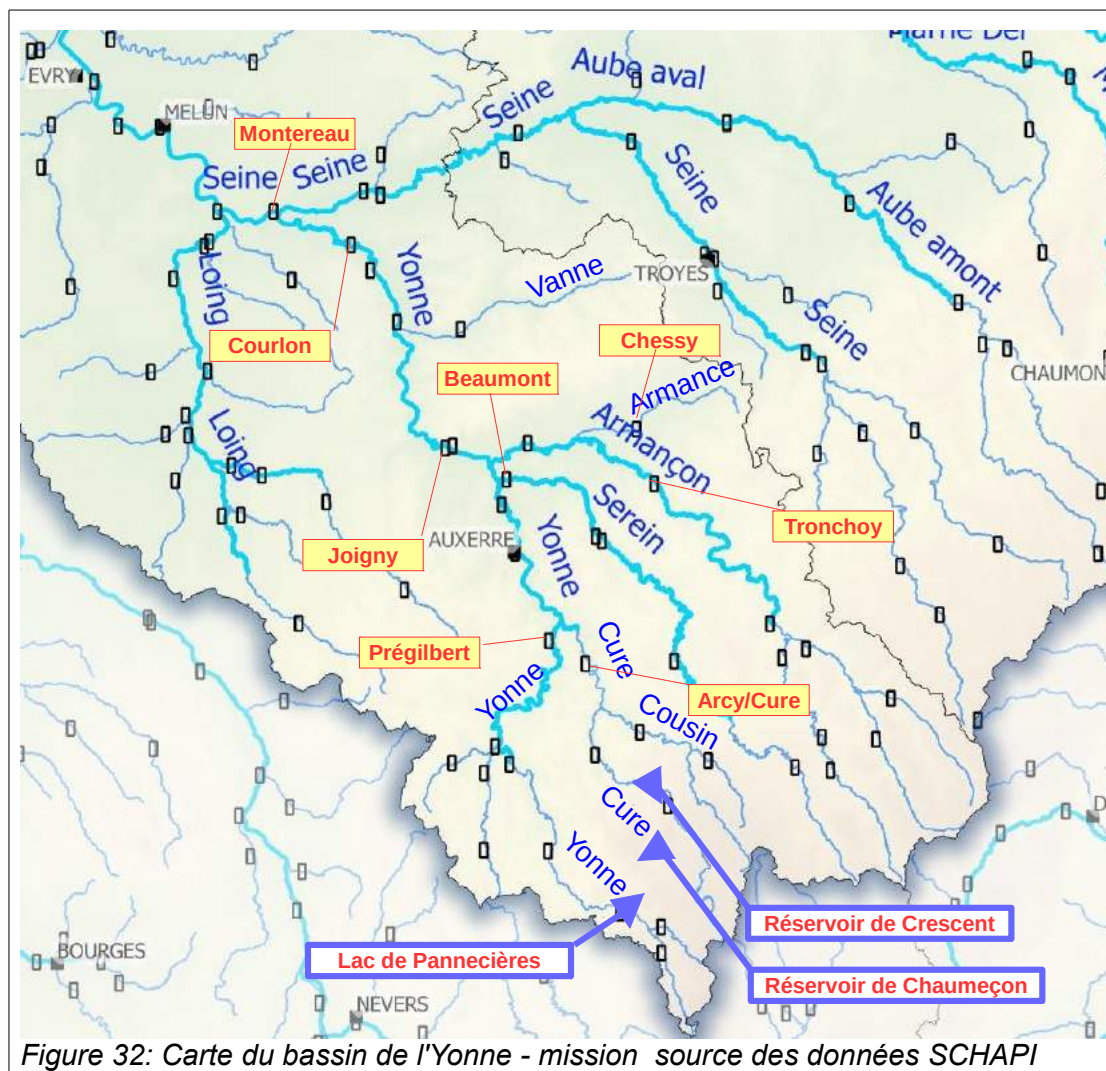 Marne Der
EVRY
Aube aval
MELUN
Seine
Montereau
Seine Seine
Seine
Aube amont
Loing
Yonne
Vanne
TROYES
Seine
Courlon
Chessy
Beaumont
Armance
CHAUMON
Loing
Armançon
Serein
Tronchoy
Joigny
AUXERRE
Yonne
Prégilbert
Cure
Yonne
Arcy/Cure
Cousin
Cure
D
Yonne
Réservoir de Crescent
BOURGES
Lac de Pannecières
Réservoir de Chaumeçon
NEVERS
Figure 32: Carte du bassin de l'Yonne - mission source des données SCHAPI